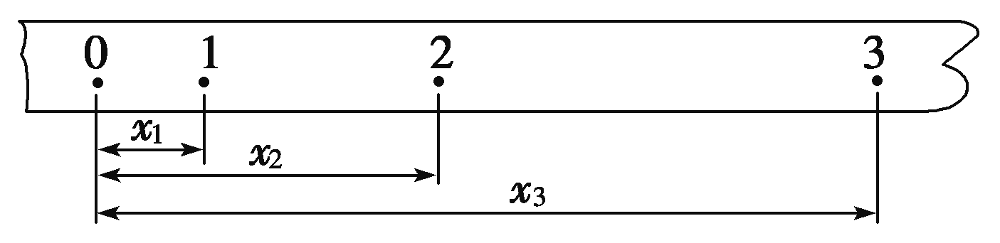 0 1 2 3
x₁
x₂
x₃